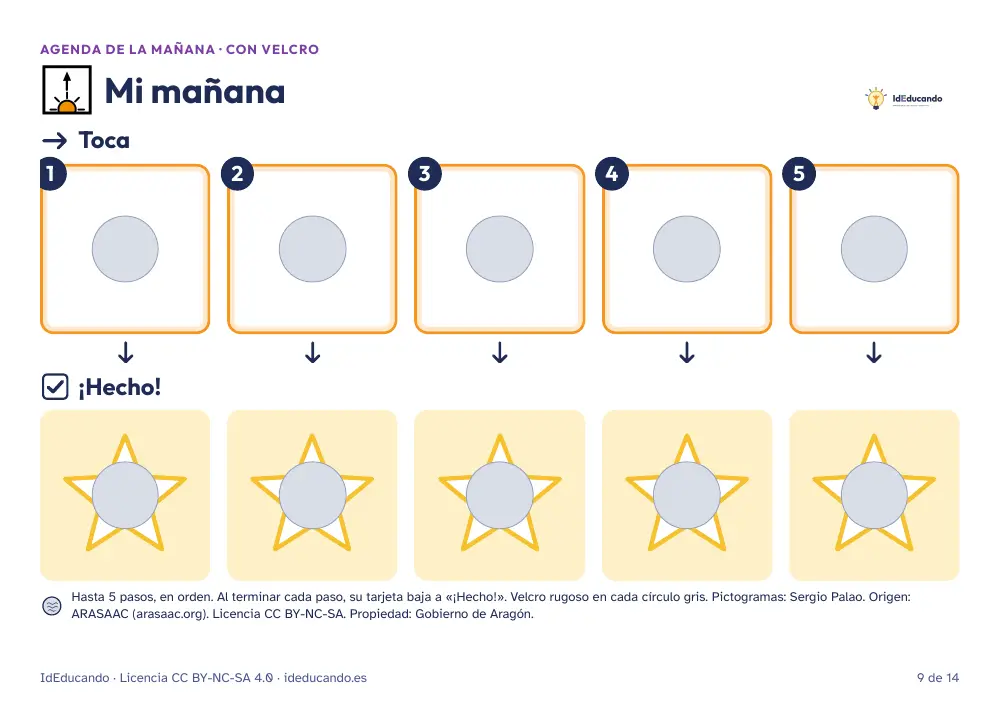 AGENDA DE LA MAÑANA · CON VELCRO
Mi mañana
IdEducando
→ Toca
1 2 3 4 5
¡Hecho!
Hasta 5 pasos, en orden. Al terminar cada paso, su tarjeta baja a «¡Hecho!». Velcro rugoso en cada círculo gris. Pictogramas: Sergio Palao. Origen:
ARASAAC (arasaac.org). Licencia CC BY-NC-SA. Propiedad: Gobierno de Aragón.
IdEducando · Licencia CC BY-NC-SA 4.0 · ideducando.es
9 de 14